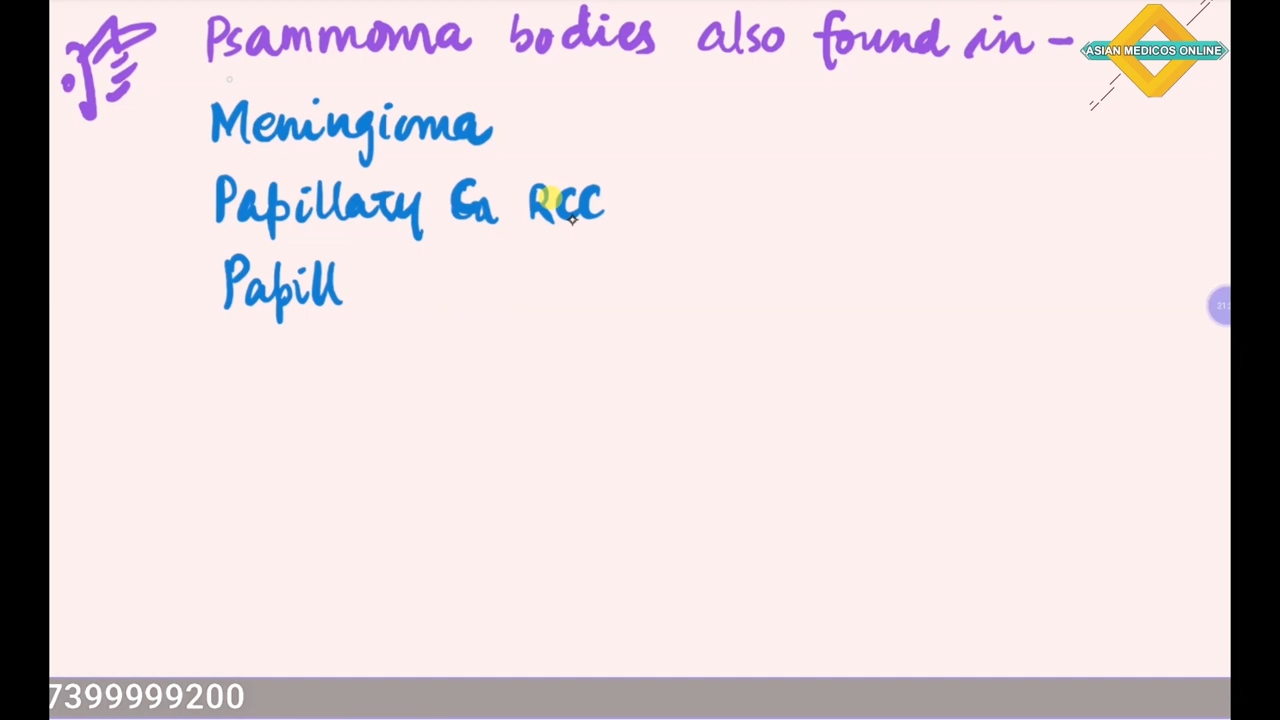 Psammoma bodies also found in -
ASIAN MEDICOS ONLINE
Meningioma
Papillary Ca RCC
Papill
7399999200